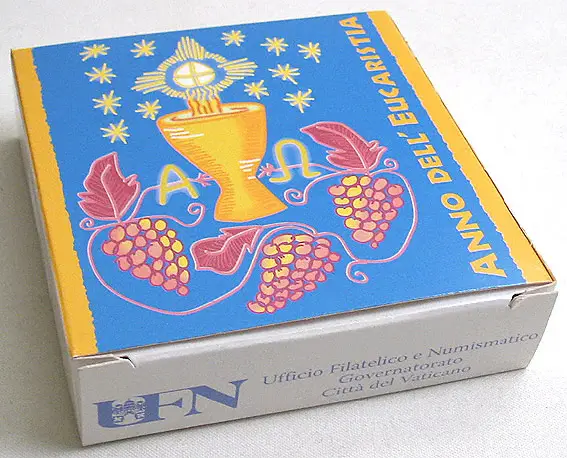 ANNO DELL'EUCARISTIA
Α Ω
UFN
Ufficio Filatelico e Numismatico
Governatorato
Città del Vaticano